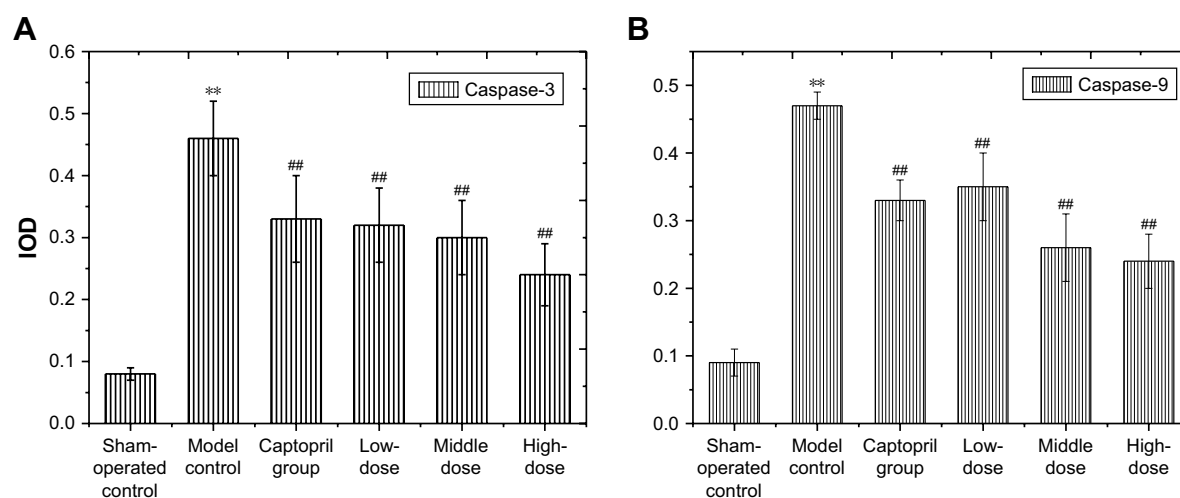 A
0.6
0.5
0.4
0.3
0.2
0.1
0.0
IOD
Caspase-3
**
##
##
##
##
Sham-
operated
control
Model
control
Captopril
group
Low-
dose
Middle
dose
High-
dose
B
0.5
0.4
0.3
0.2
0.1
0.0
Caspase-9
**
##
##
##
##
Sham-
operated
control
Model
control
Captopril
group
Low-
dose
Middle
dose
High-
dose